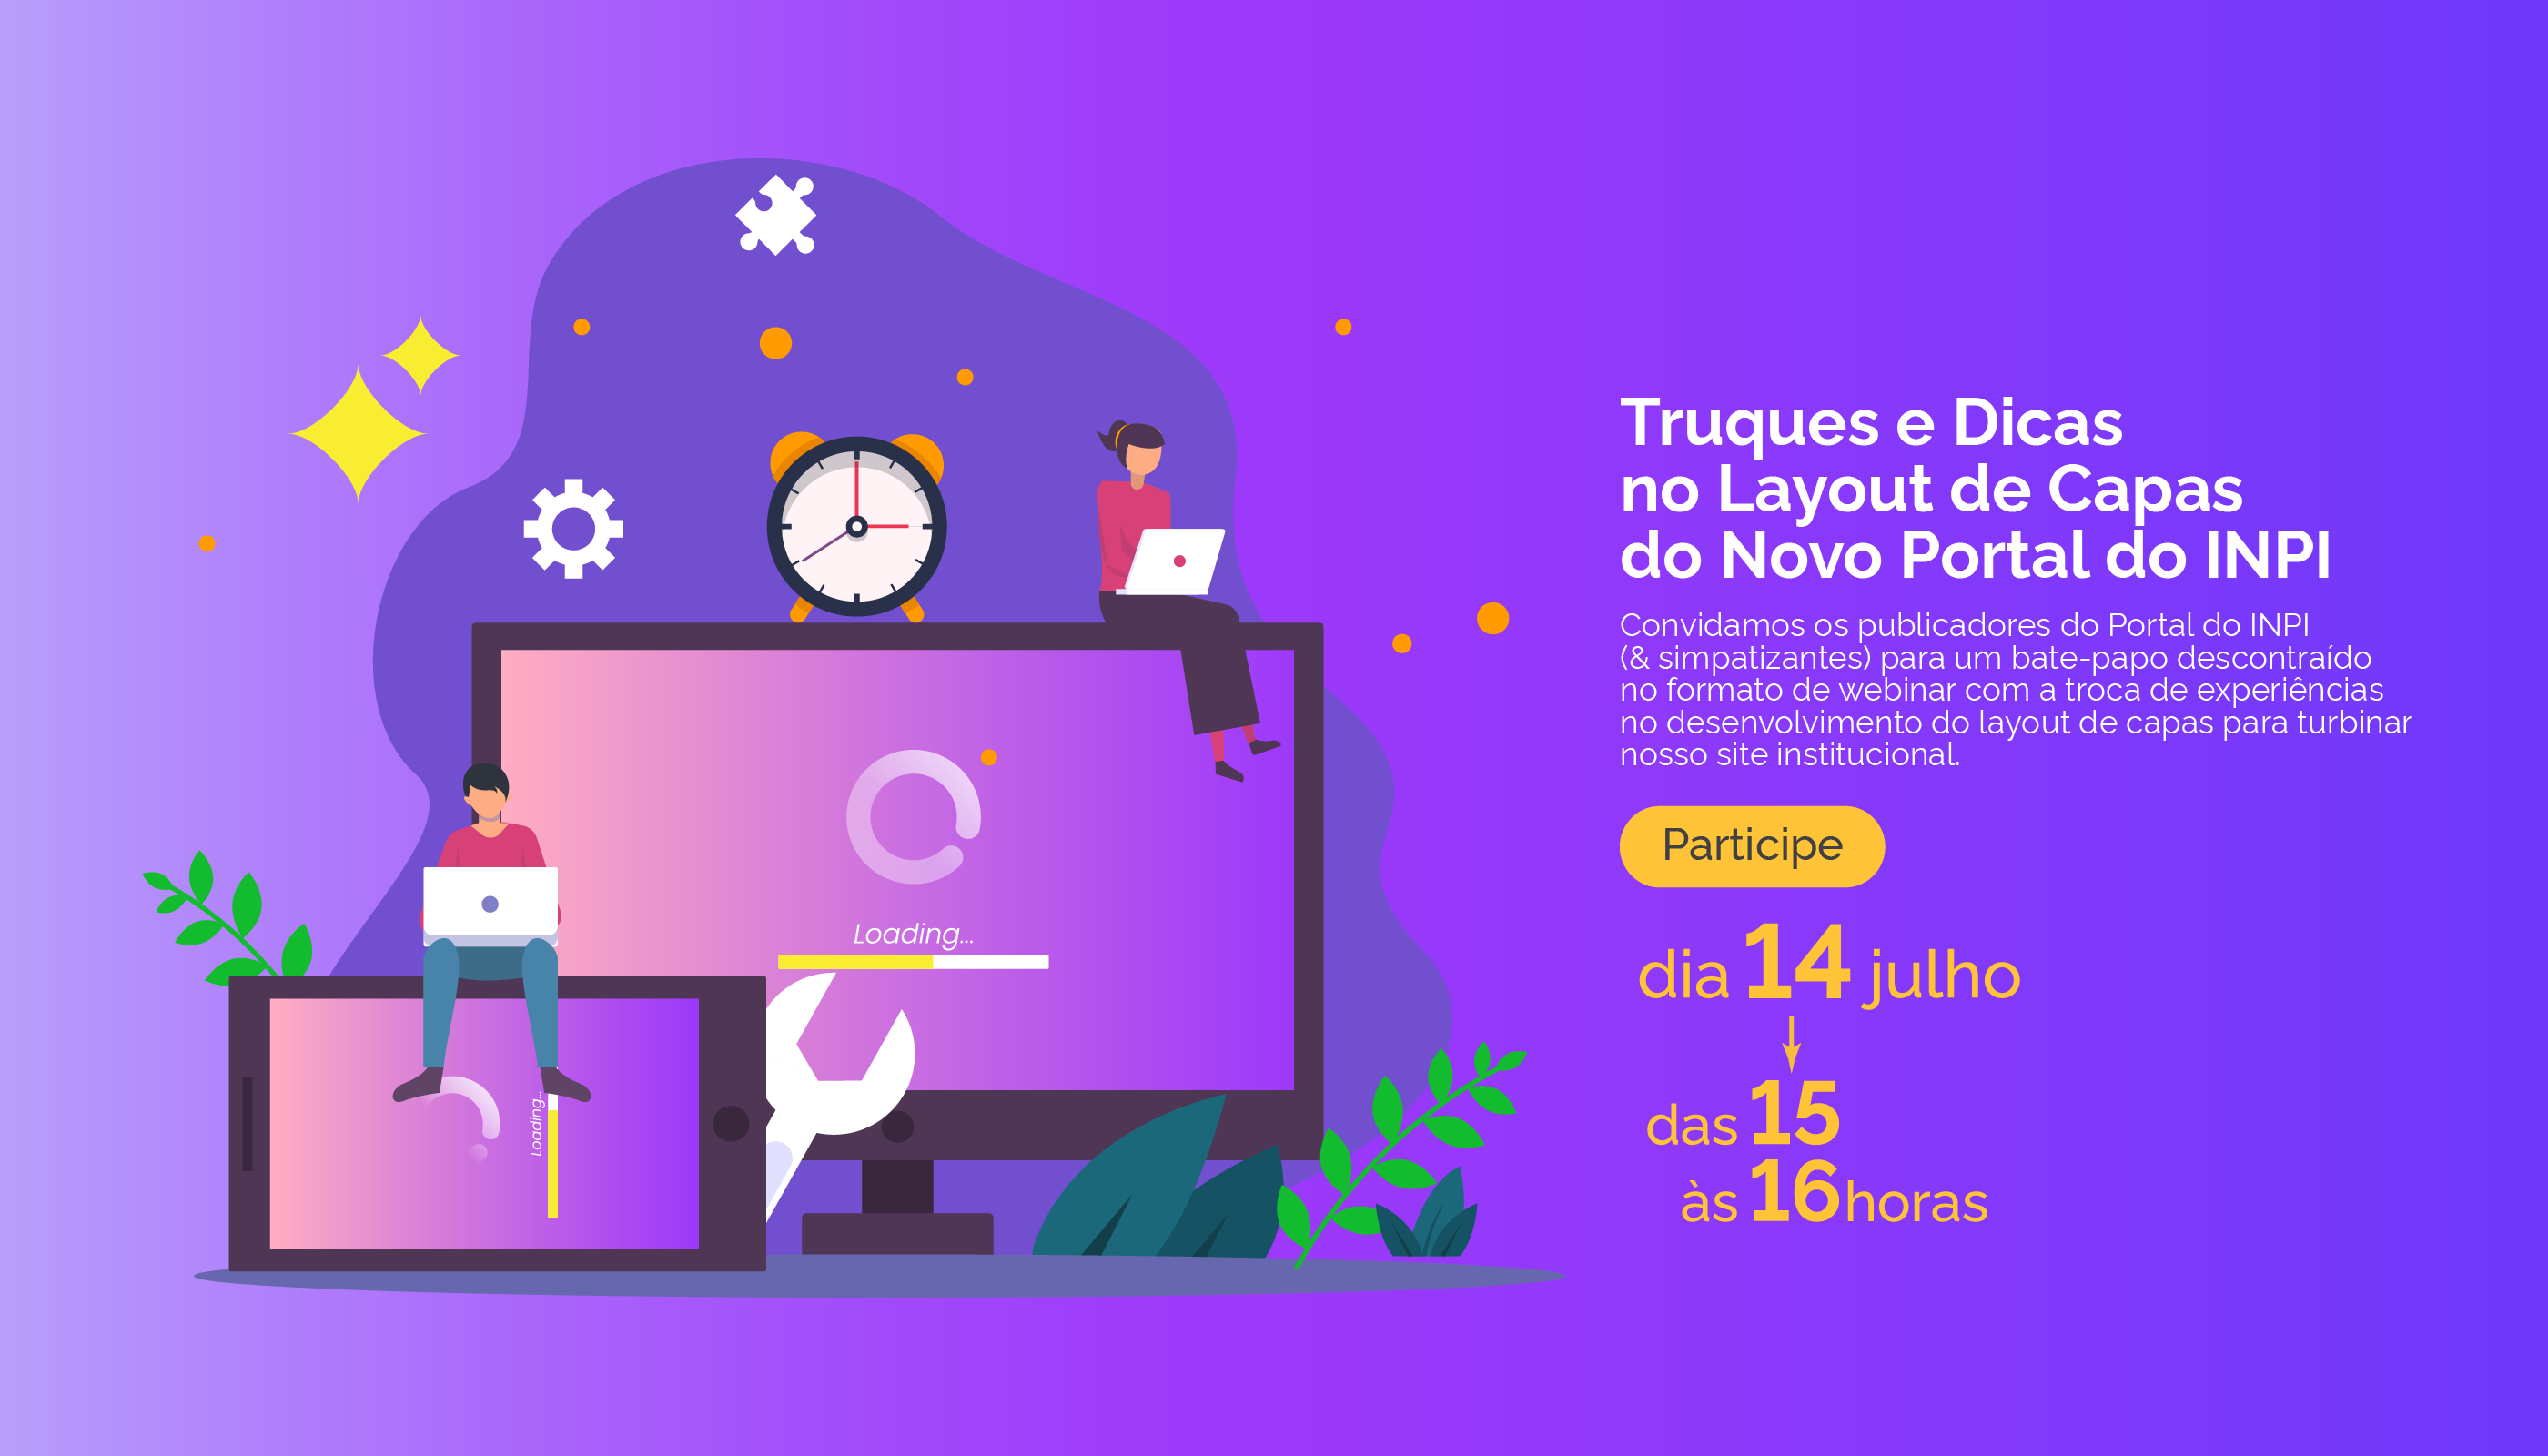 Truques e Dicas
no Layout de Capas
do Novo Portal do INPI
Convidamos os publicadores do Portal do INPI
(& simpatizantes) para um bate-papo descontraído
no formato de webinar com a troca de experiências
no desenvolvimento do layout de capas para turbinar
nosso site institucional.
Participe
dia 14 julho
das 15
às 16 horas
Loading...
Loading...